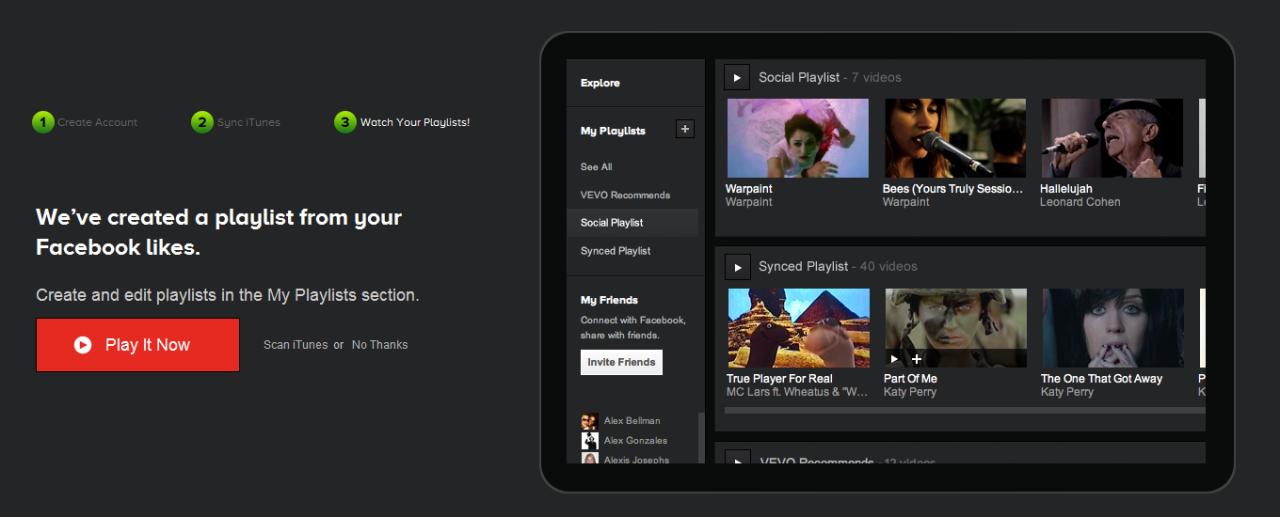 1 Create Account
2 Sync iTunes
3 Watch Your Playlists!
We've created a playlist from your
Facebook likes.
Create and edit playlists in the My Playlists section.
Play It Now
Scan iTunes or No Thanks
Explore
My Playlists
+
See All
VEVO Recommends
Social Playlist
Synced Playlist
My Friends
Connect with Facebook,
share with friends.
Invite Friends
Alex Bellman
Alex Gonzales
Alexis Josephs
Social Playlist - 7 videos
Warpaint
Warpaint
Bees (Yours Truly Sessio...
Warpaint
Hallelujah
Leonard Cohen
Fi
Le
Synced Playlist - 40 videos
True Player For Real
MC Lars ft. Wheatus & "W...
Part Of Me
Katy Perry
The One That Got Away
Katy Perry
P
K
VEVO Recommends - 12 videos